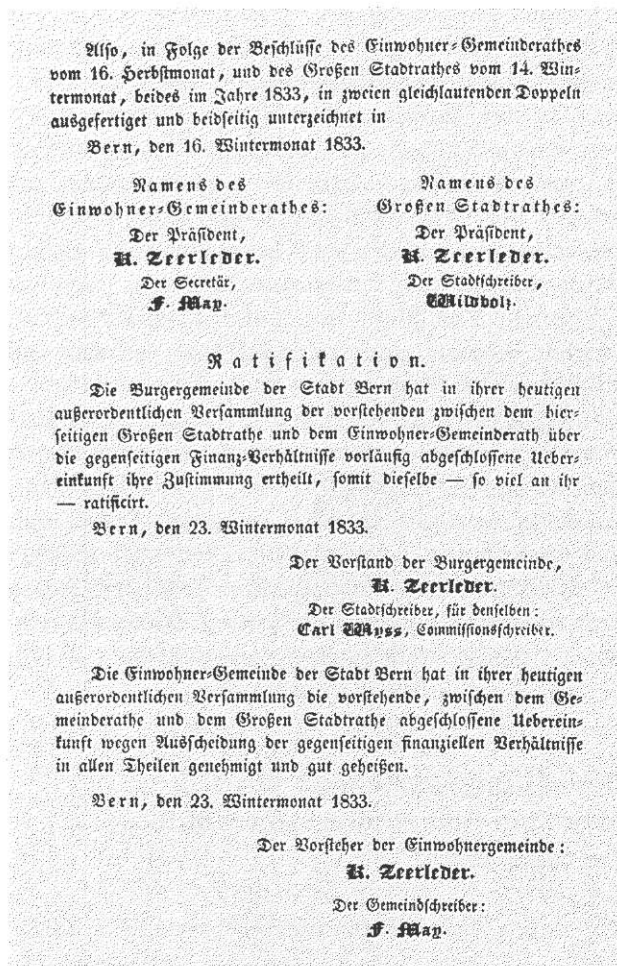 Also, in Folge der Beschlüsse des Einwohner-Gemeinderathes
vom 16. Herbstmonat, und des Großen Stadtrathes vom 14. Win-
termonat, beides im Jahre 1833, in zweien gleichlautenden Doppeln
ausgefertiget und beidseitig unterzeichnet in
Bern, den 16. Wintermonat 1833.
Namens des
Einwohner-Gemeinderathes:
Der Präsident,
K. Zeerleder.
Der Secretär,
F. May.
Namens des
Großen Stadtrathes:
Der Präsident,
K. Zeerleder.
Der Stadtschreiber,
Wildbolz.
Ratifikation.
Die Burgergemeinde der Stadt Bern hat in ihrer heutigen
außerordentlichen Versammlung der vorstehenden zwischen dem hier-
seitigen Großen Stadtrathe und dem Einwohner-Gemeinderath über
die gegenseitigen Finanz-Verhältnisse vorläufig abgeschlossene Ueber-
einkunft ihre Zustimmung ertheilt, somit dieselbe — so viel an ihr
— ratificirt.
Bern, den 23. Wintermonat 1833.
Der Vorstand der Burgergemeinde,
K. Zeerleder.
Der Stadtschreiber, für denselben:
Carl Wyss, Commissionsschreiber.
Die Einwohner-Gemeinde der Stadt Bern hat in ihrer heutigen
außerordentlichen Versammlung die vorstehende, zwischen dem Ge-
meinderathe und dem Großen Stadtrathe abgeschlossene Ueberein-
kunft wegen Ausscheidung der gegenseitigen finanziellen Verhältnisse
in allen Theilen genehmigt und gut geheißen.
Bern, den 23. Wintermonat 1833.
Der Vorsteher der Einwohnergemeinde:
K. Zeerleder.
Der Gemeindschreiber:
F. May.